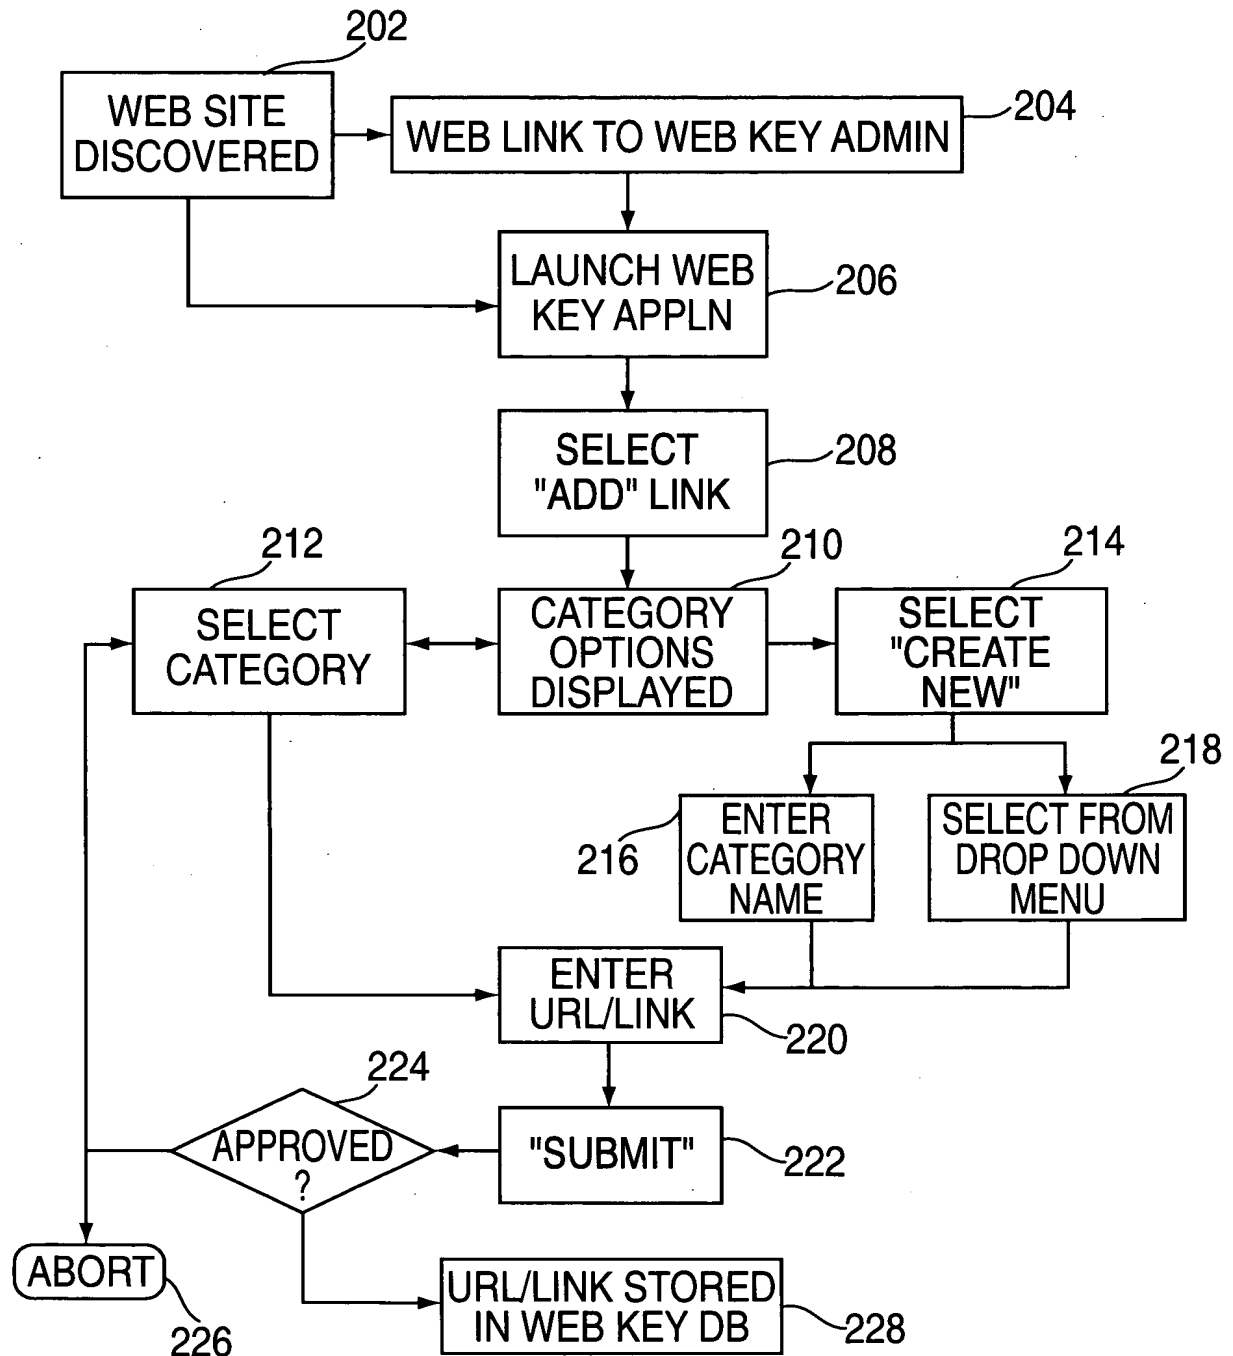 202
WEB SITE
DISCOVERED
204
WEB LINK TO WEB KEY ADMIN
LAUNCH WEB
KEY APPLN
206
SELECT
"ADD" LINK
208
212
SELECT
CATEGORY
210
CATEGORY
OPTIONS
DISPLAYED
214
SELECT
"CREATE
NEW"
216
ENTER
CATEGORY
NAME
218
SELECT FROM
DROP DOWN
MENU
ENTER
URL/LINK
220
224
APPROVED
?
"SUBMIT"
222
ABORT
226
URL/LINK STORED
IN WEB KEY DB
228